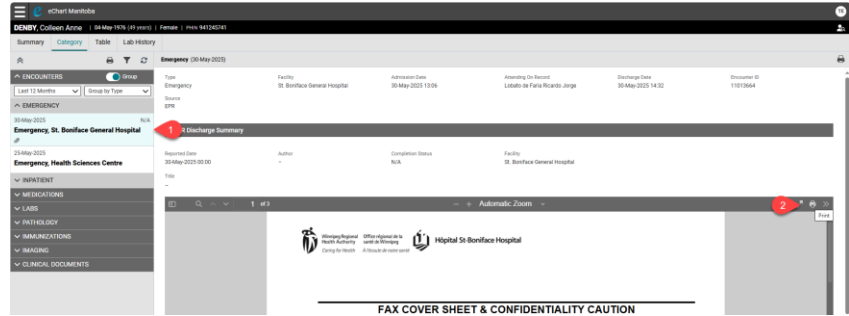 eChart Manitoba
TR
DENBY, Colleen Anne | 04-May-1976 (49 years) | Female | PHIN 941245741
Summary Category Table Lab History
Emergency (30-May-2025)
ENCOUNTERS Group
Last 12 Months Group by Type
EMERGENCY
30-May-2025 N/A
Emergency, St. Boniface General Hospital
25-May-2025
Emergency, Health Sciences Centre
INPATIENT
MEDICATIONS
LABS
PATHOLOGY
IMMUNIZATIONS
IMAGING
CLINICAL DOCUMENTS
Type Facility Admission Date Attending On Record Discharge Date Encounter ID
Emergency St. Boniface General Hospital 30-May-2025 13:06 Lobato de Faria Ricardo Jorge 30-May-2025 14:32 11013664
Source
EPR
1
R Discharge Summary
Reported Date Author Completion Status Facility
30-May-2025 00:00 – N/A St. Boniface General Hospital
Title
–
1 of 3 Automatic Zoom
2
Print
Winnipeg Regional Health Authority
Office régional de la santé de Winnipeg
Caring for Health À l'écoute de notre santé
Hôpital St-Boniface Hospital
FAX COVER SHEET & CONFIDENTIALITY CAUTION